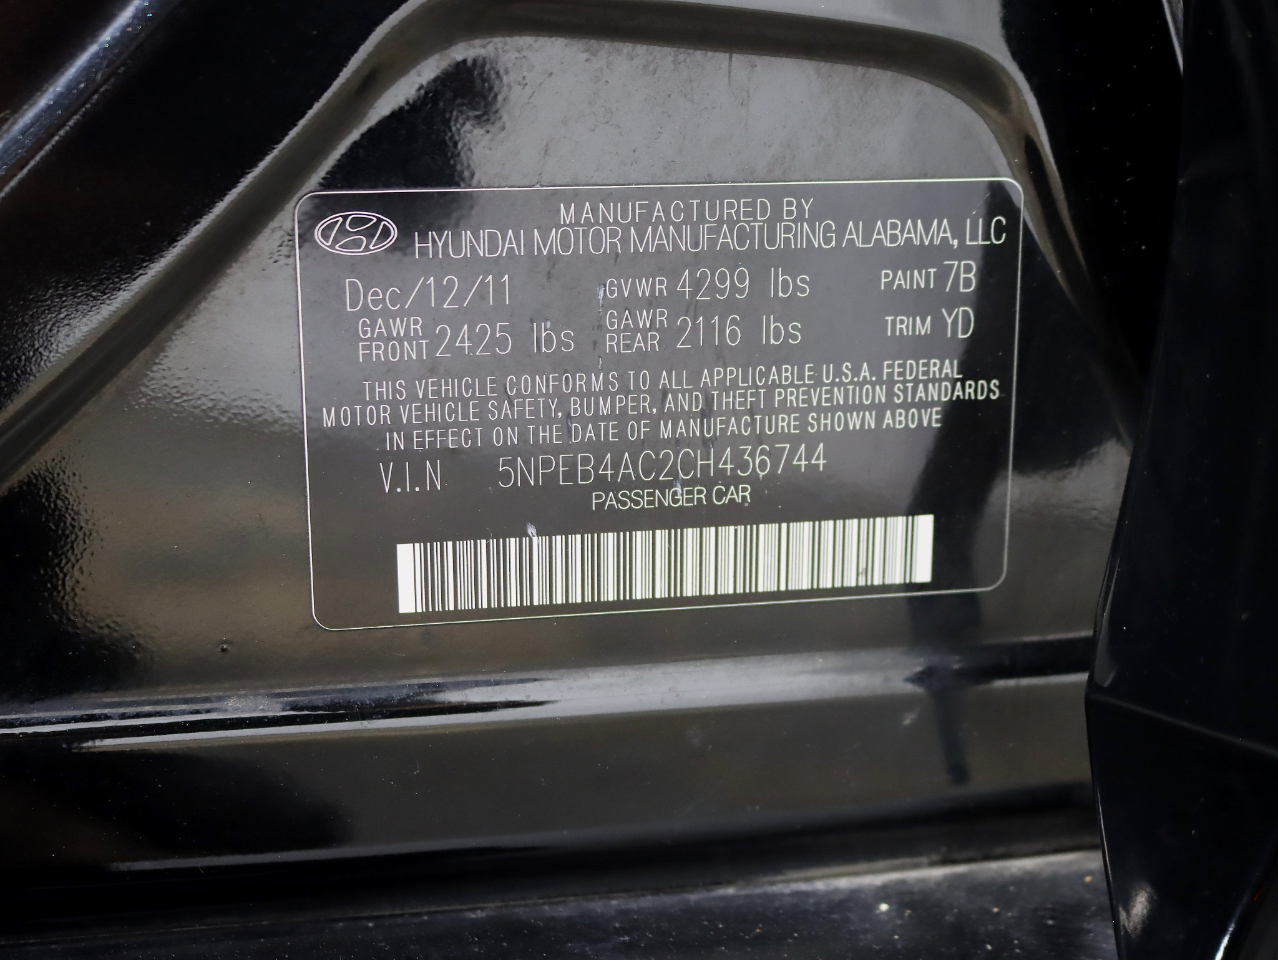 MANUFACTURED BY
HYUNDAI MOTOR MANUFACTURING ALABAMA, LLC
Dec/12/11 GVWR 4299 lbs PAINT 7B
GAWR FRONT 2425 lbs GAWR REAR 2116 lbs TRIM YD
THIS VEHICLE CONFORMS TO ALL APPLICABLE U.S.A. FEDERAL
MOTOR VEHICLE SAFETY, BUMPER, AND THEFT PREVENTION STANDARDS
IN EFFECT ON THE DATE OF MANUFACTURE SHOWN ABOVE
V.I.N 5NPEB4AC2CH436744
PASSENGER CAR